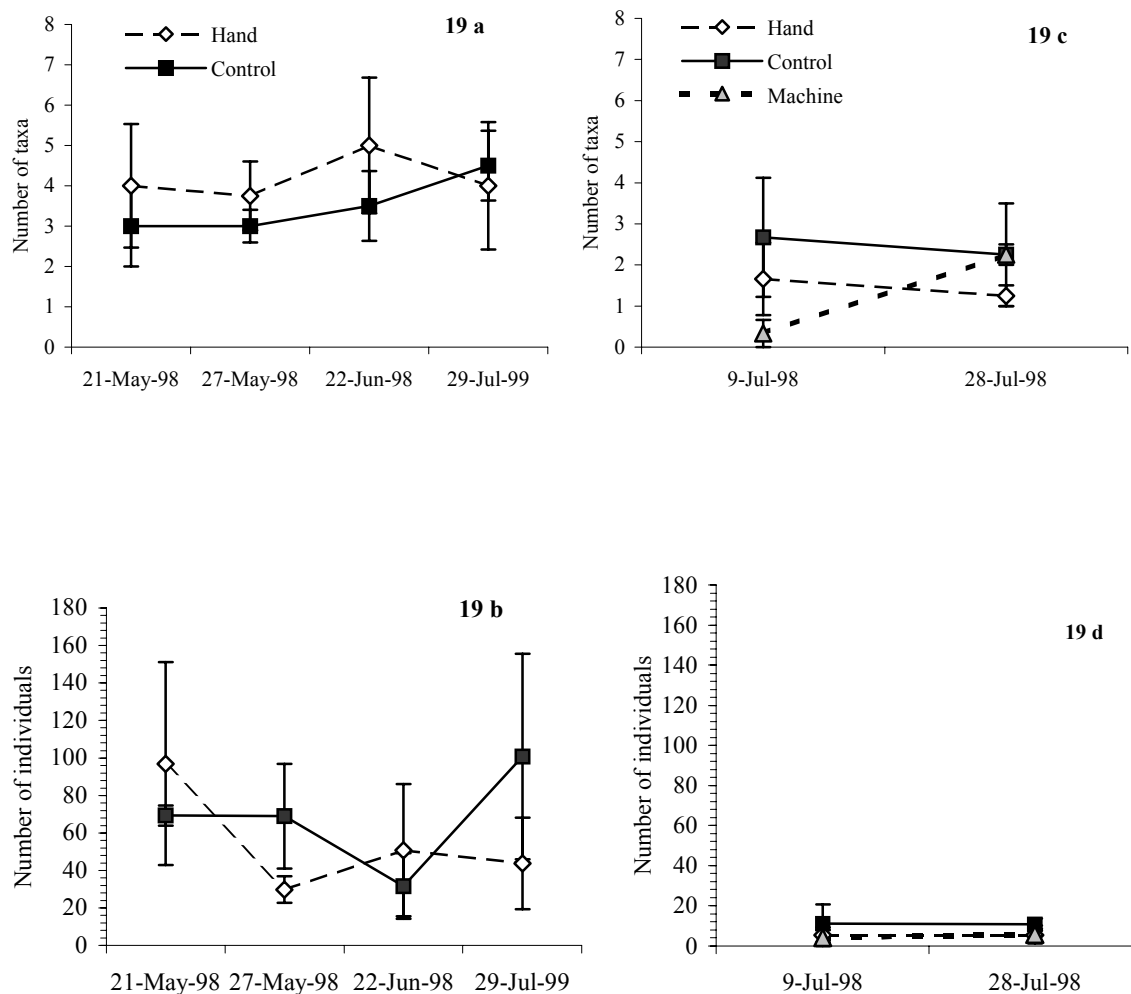 19 a
Hand
Control
Number of taxa
8
7
6
5
4
3
2
1
0
21-May-98 27-May-98 22-Jun-98 29-Jul-99
19 c
Hand
Control
Machine
Number of taxa
8
7
6
5
4
3
2
1
0
9-Jul-98 28-Jul-98
19 b
Number of individuals
180
160
140
120
100
80
60
40
20
0
21-May-98 27-May-98 22-Jun-98 29-Jul-99
19 d
Number of individuals
180
160
140
120
100
80
60
40
20
0
9-Jul-98 28-Jul-98